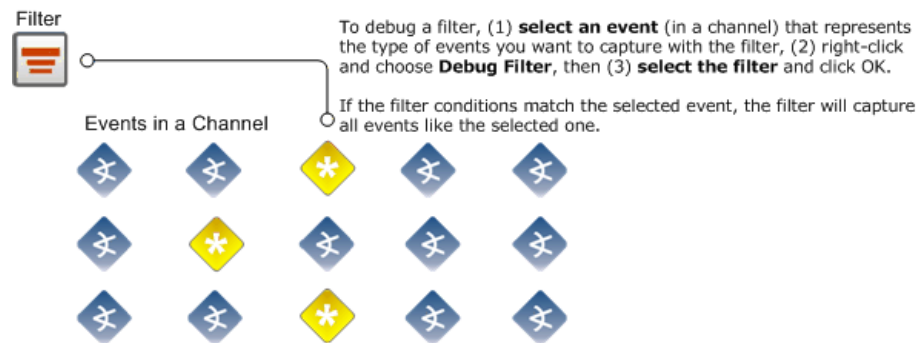 Filter
To debug a filter, (1) select an event (in a channel) that represents
the type of events you want to capture with the filter, (2) right-click
and choose Debug Filter, then (3) select the filter and click OK.
If the filter conditions match the selected event, the filter will capture
all events like the selected one.
Events in a Channel